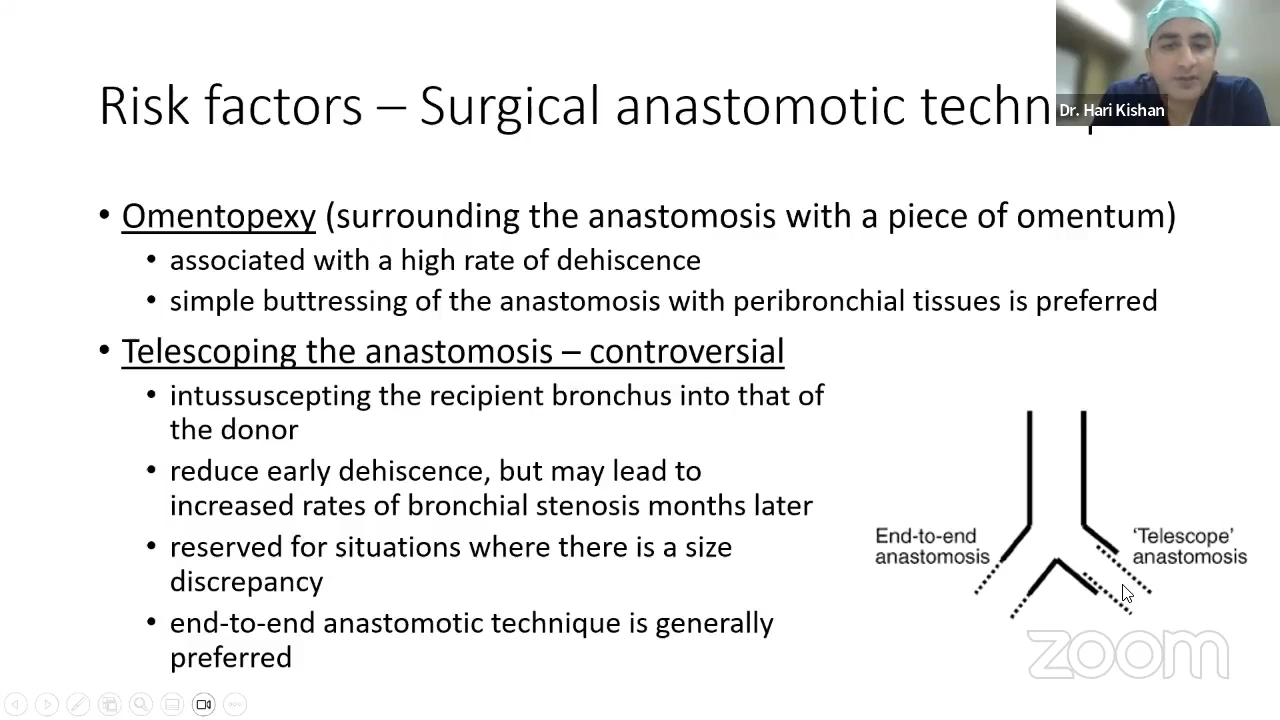 Dr. Hari Kishan
Risk factors – Surgical anastomotic techn
• Omentopexy (surrounding the anastomosis with a piece of omentum)
• associated with a high rate of dehiscence
• simple buttressing of the anastomosis with peribronchial tissues is preferred
• Telescoping the anastomosis – controversial
• intussuscepting the recipient bronchus into that of
the donor
• reduce early dehiscence, but may lead to
increased rates of bronchial stenosis months later
• reserved for situations where there is a size
discrepancy
• end-to-end anastomotic technique is generally
preferred
End-to-end
anastomosis
'Telescope'
anastomosis
zoom